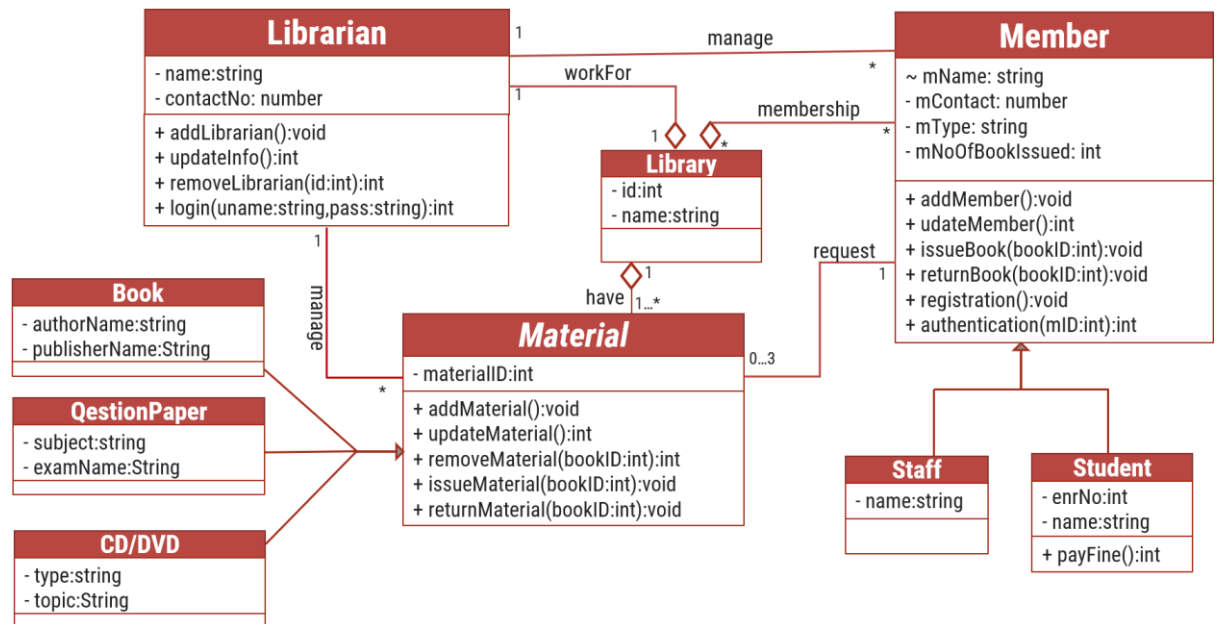 Librarian
- name:string
- contactNo: number
+ addLibrarian():void
+ updateInfo():int
+ removeLibrarian(id:int):int
+ login(uname:string,pass:string):int
1
manage
*
1
workFor
1
membership
*
*
Member
~ mName: string
- mContact: number
- mType: string
- mNoOfBookIssued: int
+ addMember():void
+ udateMember():int
+ issueBook(bookID:int):void
+ returnBook(bookID:int):void
+ registration():void
+ authentication(mID:int):int
Library
- id:int
- name:string
1
have
1...*
1
manage
*
request
1
0...3
Book
- authorName:string
- publisherName:String
QestionPaper
- subject:string
- examName:String
CD/DVD
- type:string
- topic:String
Material
- materialID:int
+ addMaterial():void
+ updateMaterial():int
+ removeMaterial(bookID:int):int
+ issueMaterial(bookID:int):void
+ returnMaterial(bookID:int):void
Staff
- name:string
Student
- enrNo:int
- name:string
+ payFine():int